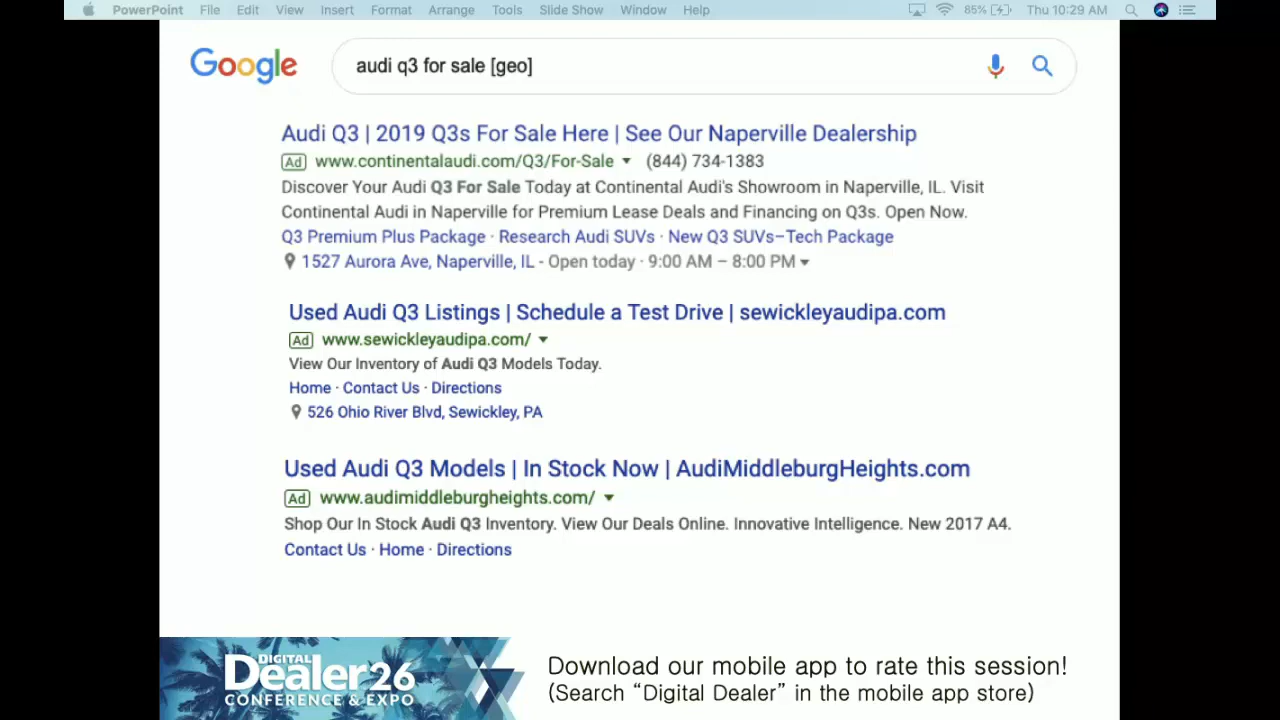 PowerPoint File Edit View Insert Format Arrange Tools Slide Show Window Help 85% Thu 10:29 AM
Google audi q3 for sale [geo]
Audi Q3 | 2019 Q3s For Sale Here | See Our Naperville Dealership
Ad www.continentalaudi.com/Q3/For-Sale (844) 734-1383
Discover Your Audi Q3 For Sale Today at Continental Audi's Showroom in Naperville, IL. Visit
Continental Audi in Naperville for Premium Lease Deals and Financing on Q3s. Open Now.
Q3 Premium Plus Package · Research Audi SUVs · New Q3 SUVs–Tech Package
1527 Aurora Ave, Naperville, IL - Open today · 9:00 AM – 8:00 PM
Used Audi Q3 Listings | Schedule a Test Drive | sewickleyaudipa.com
Ad www.sewickleyaudipa.com/
View Our Inventory of Audi Q3 Models Today.
Home · Contact Us · Directions
526 Ohio River Blvd, Sewickley, PA
Used Audi Q3 Models | In Stock Now | AudiMiddleburgHeights.com
Ad www.audimiddleburgheights.com/
Shop Our In Stock Audi Q3 Inventory. View Our Deals Online. Innovative Intelligence. New 2017 A4.
Contact Us · Home · Directions
DIGITAL
Dealer26
CONFERENCE & EXPO
Download our mobile app to rate this session!
(Search “Digital Dealer” in the mobile app store)